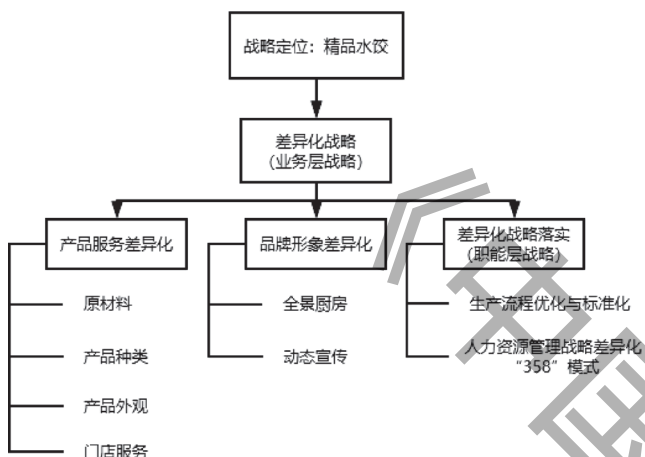 战略定位：精品水饺
差异化战略
(业务层战略)
产品服务差异化
品牌形象差异化
差异化战略落实
(职能层战略)
原材料
全景厨房
生产流程优化与标准化
产品种类
动态宣传
人力资源管理战略差异化
“358”模式
产品外观
门店服务